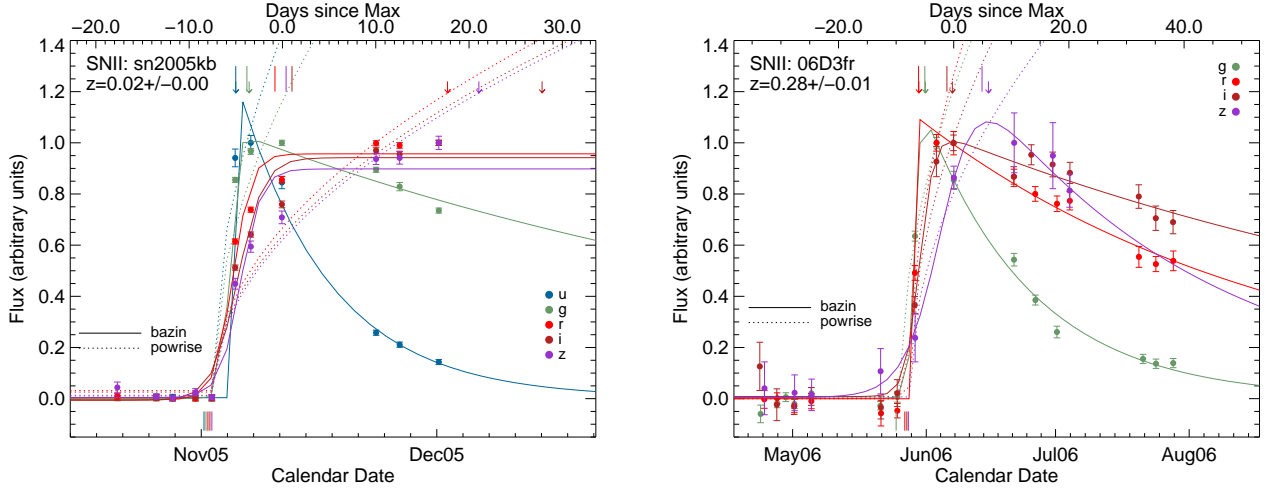 Days since Max
-20.0 -10.0 0.0 10.0 20.0 30.0
SNII: sn2005kb
z=0.02+/-0.00
Flux (arbitrary units)
1.4
1.2
1.0
0.8
0.6
0.4
0.2
0.0
u
g
r
i
z
bazin
powrise
Nov05 Dec05
Calendar Date
Days since Max
-20.0 0.0 20.0 40.0
SNII: 06D3fr
z=0.28+/-0.01
g
r
i
z
Flux (arbitrary units)
1.4
1.2
1.0
0.8
0.6
0.4
0.2
0.0
bazin
powrise
May06 Jun06 Jul06 Aug06
Calendar Date